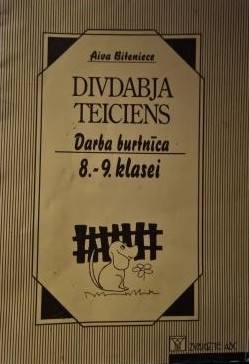 Aiva Biteniece
DIVDABJA
TEICIENS
Darba burtnīca
8.-9. klasei
ZVAIGZNE ABC